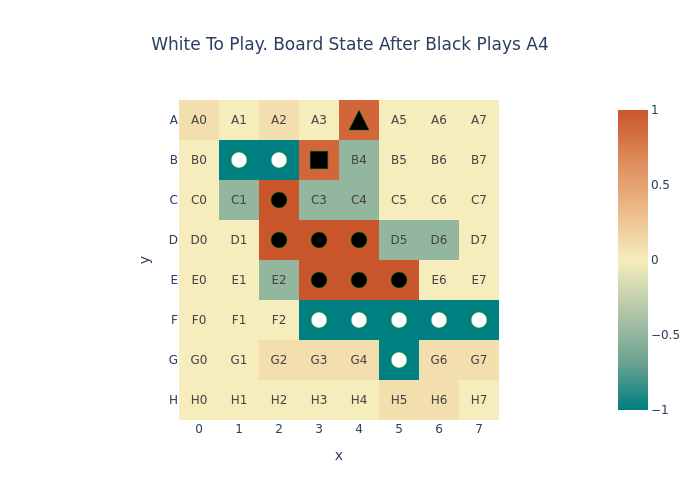 White To Play. Board State After Black Plays A4
A A0 A1 A2 A3 A5 A6 A7
B B0 B4 B5 B6 B7
C C0 C1 C3 C4 C5 C6 C7
D D0 D1 D5 D6 D7
E E0 E1 E2 E6 E7
F F0 F1 F2
G G0 G1 G2 G3 G4 G6 G7
H H0 H1 H2 H3 H4 H5 H6 H7
0 1 2 3 4 5 6 7
x
y
1
0.5
0
−0.5
−1